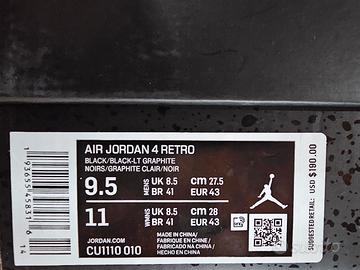 AIR JORDAN 4 RETRO
BLACK/BLACK-LT GRAPHITE
NOIRS/GRAPHITE CLAIR/NOIR
9.5 MENS UK 8.5 cm 27.5
BR 41 EUR 43
11 WMNS UK 8.5 cm 28
BR 41 EUR 43
JORDAN.COM
CU1110 010
MADE IN CHINA/
FABRIQUE EN CHINE/
FABRICADO NA CHINA/
HECHO EN CHINA
SUGGESTED RETAIL: USD $190.00